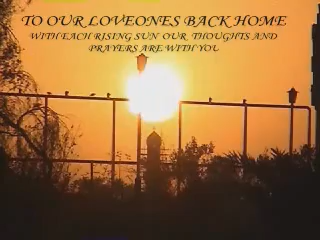 TO OUR LOVEONES BACK HOME
WITH EACH RISING SUN OUR THOUGHTS AND
PRAYERS ARE WITH YOU